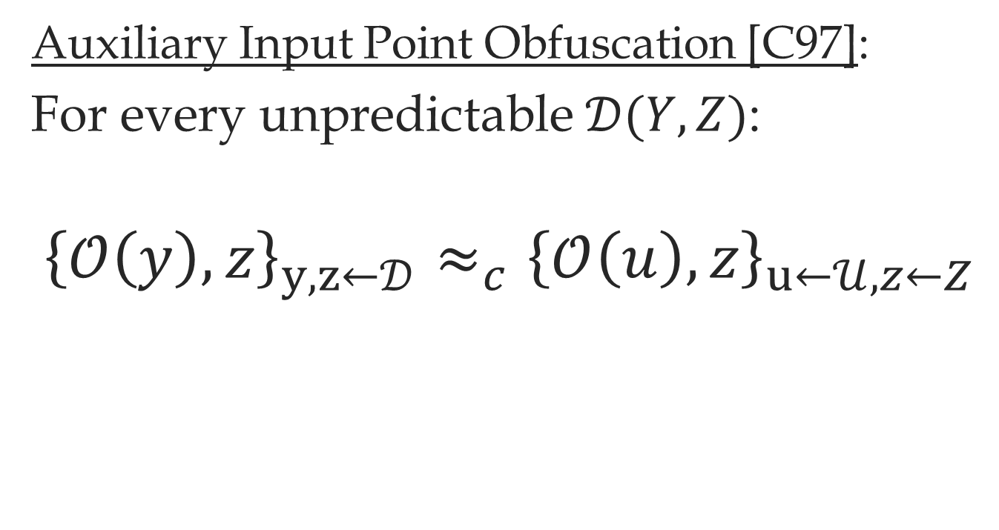 Auxiliary Input Point Obfuscation [C97]:
For every unpredictable 𝒟(Y, Z):
{𝒪(y), z}y,z←𝒟 ≈c {𝒪(u), z}u←𝒰,z←Z